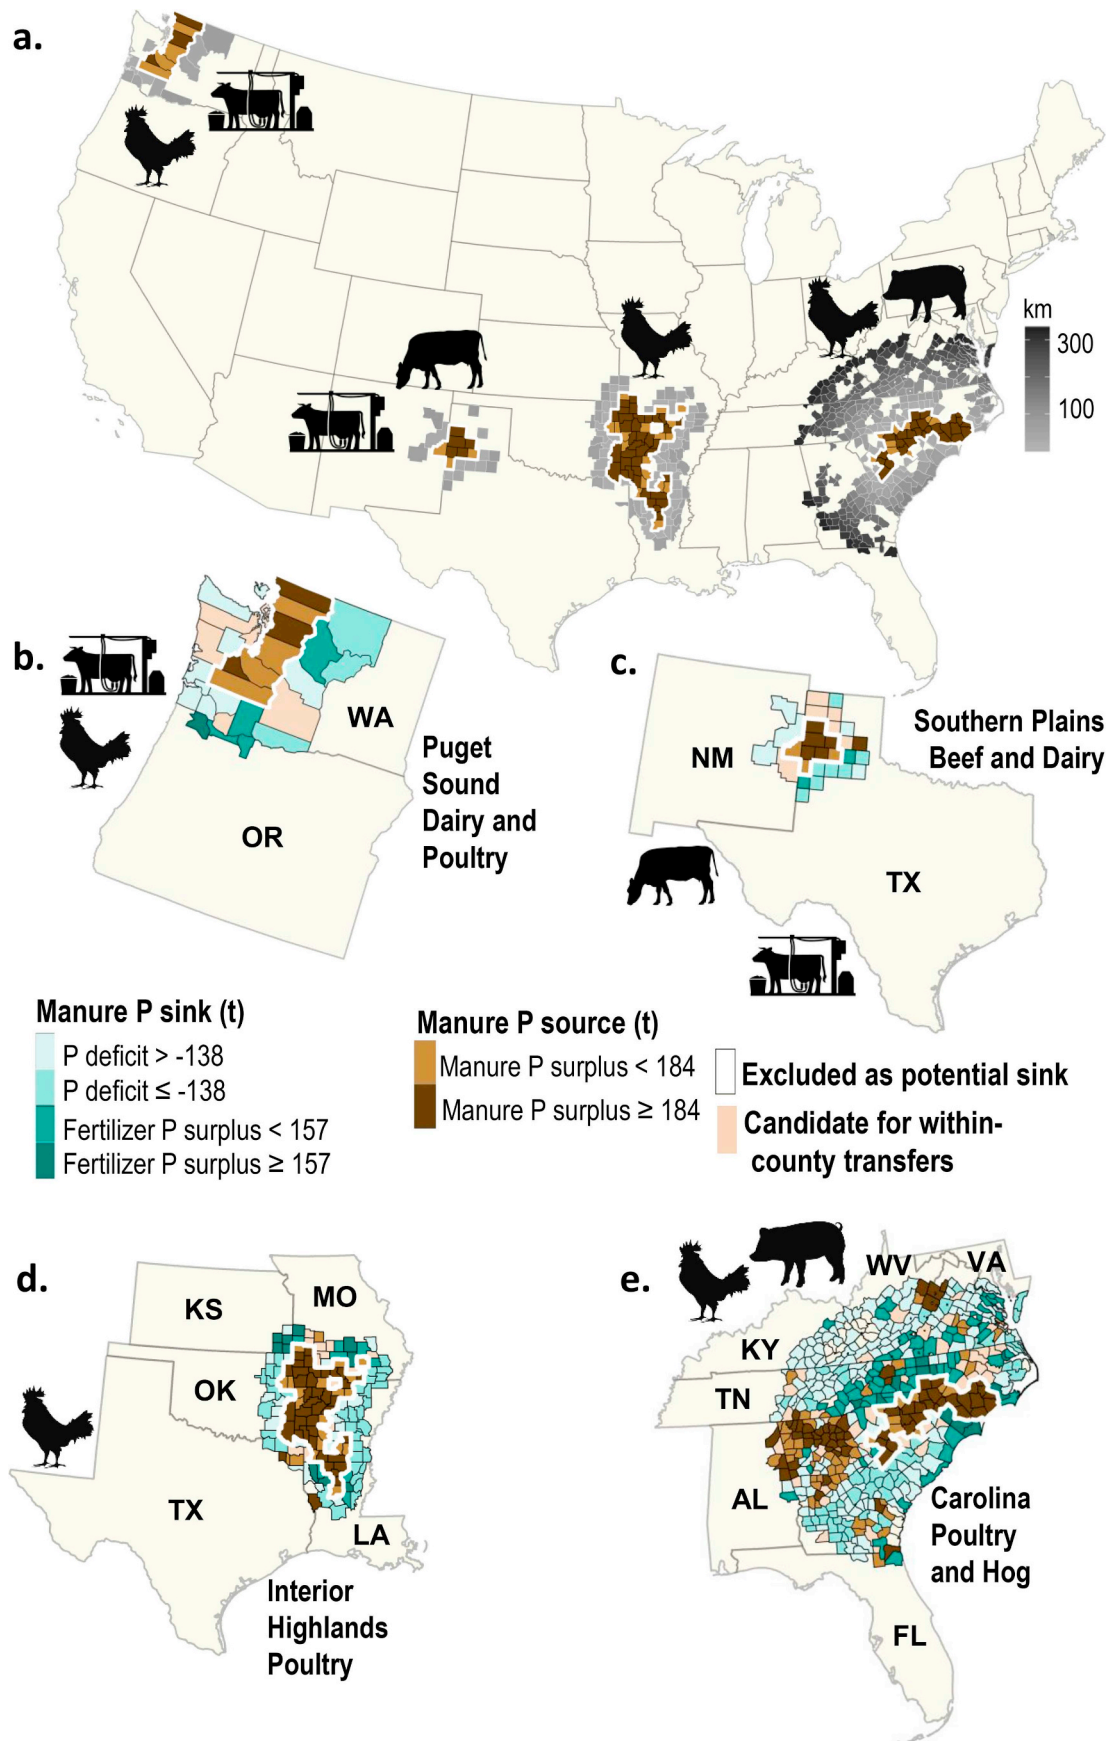 a.
km
300
100
b.
WA
OR
Puget
Sound
Dairy and
Poultry
c.
NM
TX
Southern Plains
Beef and Dairy
Manure P sink (t)
P deficit > -138
P deficit ≤ -138
Fertilizer P surplus < 157
Fertilizer P surplus ≥ 157
Manure P source (t)
Manure P surplus < 184
Manure P surplus ≥ 184
Excluded as potential sink
Candidate for within-
county transfers
d.
KS
MO
OK
TX
LA
Interior
Highlands
Poultry
e.
WV
VA
KY
TN
AL
FL
Carolina
Poultry
and Hog